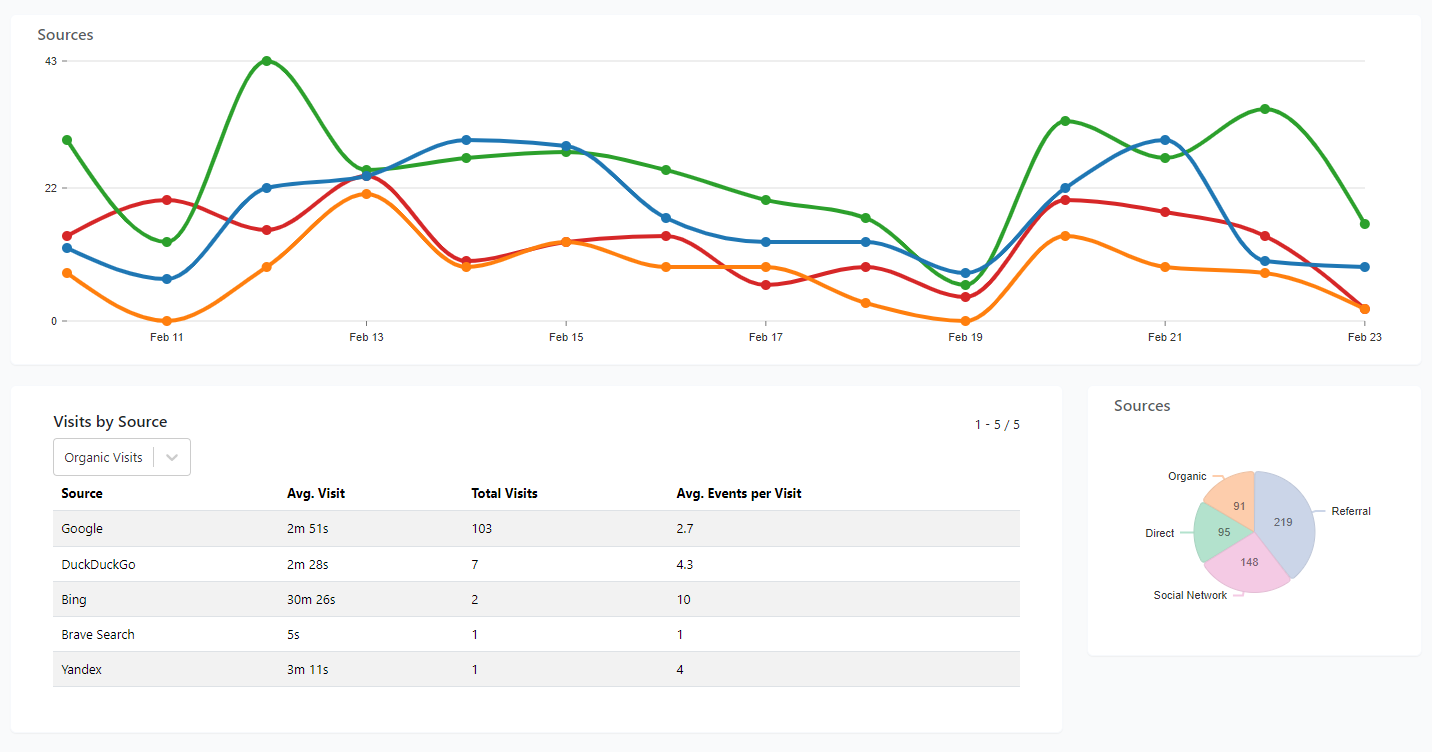 Sources
43
22
0
Feb 11 Feb 13 Feb 15 Feb 17 Feb 19 Feb 21 Feb 23
Visits by Source
1 - 5 / 5
Organic Visits
Source Avg. Visit Total Visits Avg. Events per Visit
Google 2m 51s 103 2.7
DuckDuckGo 2m 28s 7 4.3
Bing 30m 26s 2 10
Brave Search 5s 1 1
Yandex 3m 11s 1 4
Sources
Organic
91
219
Referral
Direct
95
148
Social Network